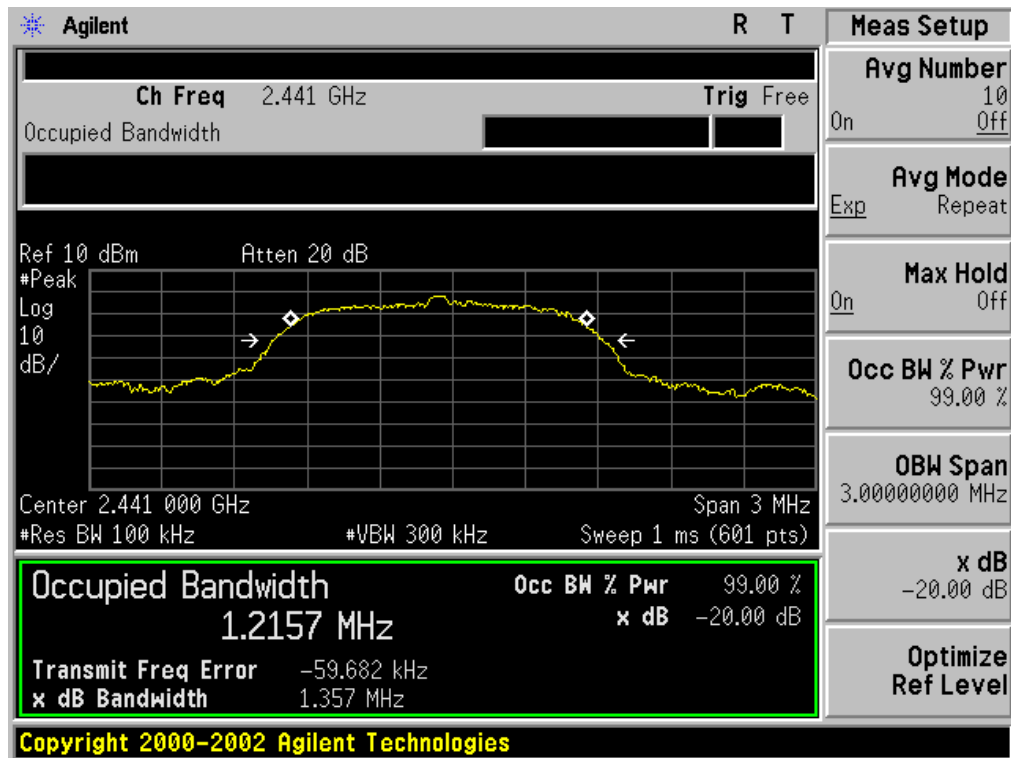 Agilent R T
Ch Freq 2.441 GHz Trig Free
Occupied Bandwidth
Ref 10 dBm Atten 20 dB
#Peak
Log
10
dB/
Center 2.441 000 GHz Span 3 MHz
#Res BW 100 kHz #VBW 300 kHz Sweep 1 ms (601 pts)
Occupied Bandwidth Occ BW % Pwr 99.00 %
1.2157 MHz x dB -20.00 dB
Transmit Freq Error -59.682 kHz
x dB Bandwidth 1.357 MHz
Copyright 2000-2002 Agilent Technologies
Meas Setup
Avg Number
10
On Off
Avg Mode
Exp Repeat
Max Hold
On Off
Occ BW % Pwr
99.00 %
OBW Span
3.00000000 MHz
x dB
-20.00 dB
Optimize
Ref Level